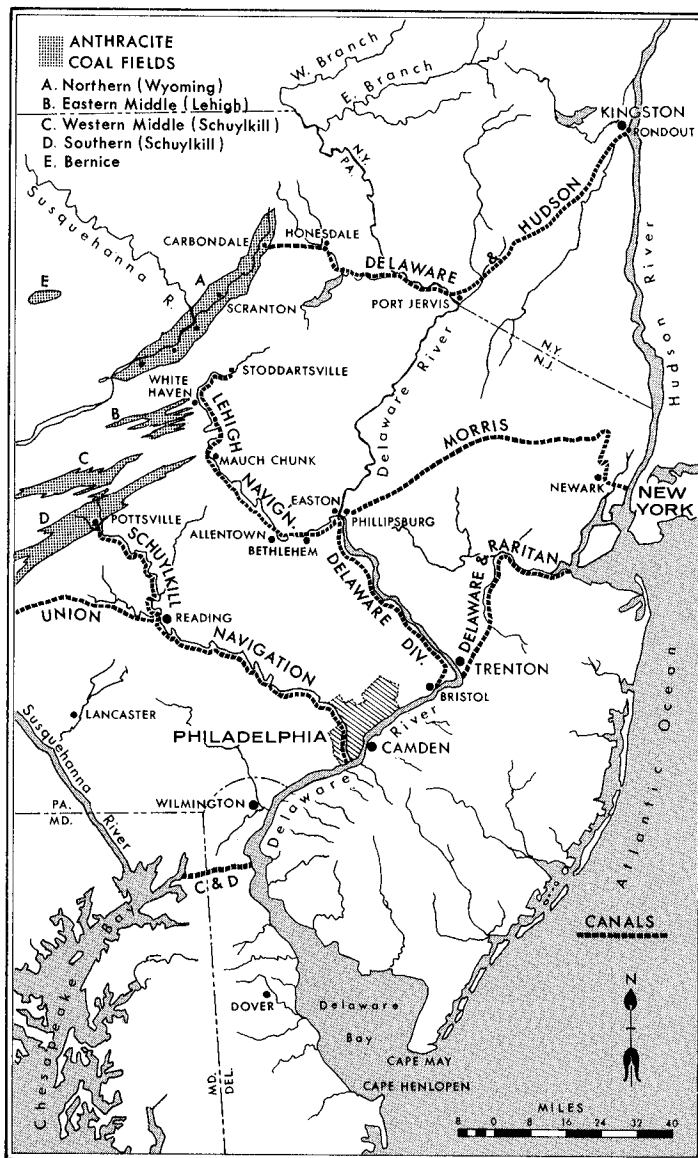 ANTHRACITE
COAL FIELDS
A. Northern (Wyoming)
B. Eastern Middle (Lehigh)
C. Western Middle (Schuylkill)
D. Southern (Schuylkill)
E. Bernice
W. Branch
E. Branch
KINGSTON
RONDOUT
N.Y.
PA.
Susquehanna R.
HONESDALE
CARBONDALE
DELAWARE & HUDSON
Hudson River
A
E
SCRANTON
PORT JERVIS
N.Y.
N.J.
STODDARTSVILLE
WHITE
HAVEN
Delaware River
B
LEHIGH NAVIGN.
MORRIS
C
MAUCH CHUNK
NEWARK
NEW
YORK
EASTON
PHILLIPSBURG
D
POTTSVILLE
ALLENTOWN
BETHLEHEM
SCHUYLKILL NAVIGATION
DELAWARE DIV.
DELAWARE & RARITAN
UNION
READING
TRENTON
BRISTOL
LANCASTER
PHILADELPHIA
CAMDEN
Delaware River
Susquehanna River
WILMINGTON
PA.
MD.
Atlantic Ocean
C & D
CANALS
Chesapeake Bay
N
DOVER
Delaware
Bay
CAPE MAY
CAPE HENLOPEN
MD.
DEL.
MILES
8 0 8 16 24 32 40